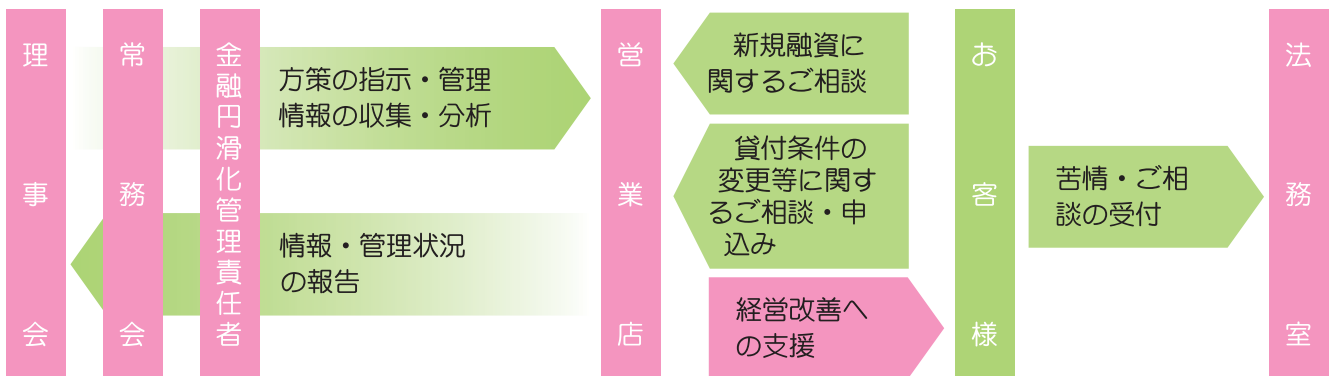 理事会
常務会
金融円滑化管理責任者
方策の指示・管理
情報の収集・分析
情報・管理状況
の報告
営業店
新規融資に
関するご相談
貸付条件の
変更等に関す
るご相談・申
込み
経営改善へ
の支援
お客様
苦情・ご相
談の受付
法務室